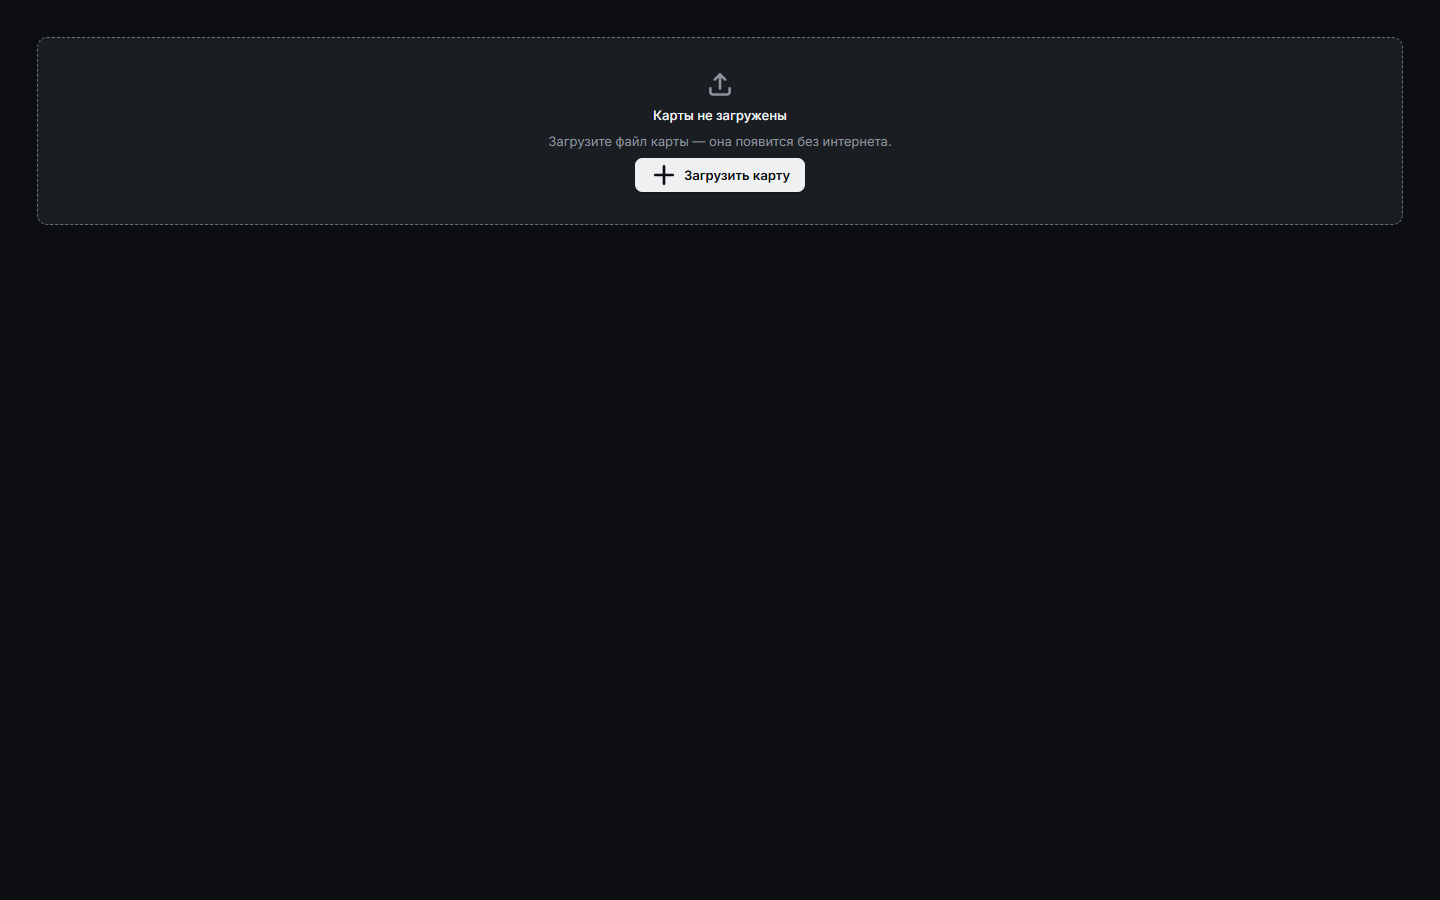 Карты не загружены
Загрузите файл карты — она появится без интернета.
Загрузить карту